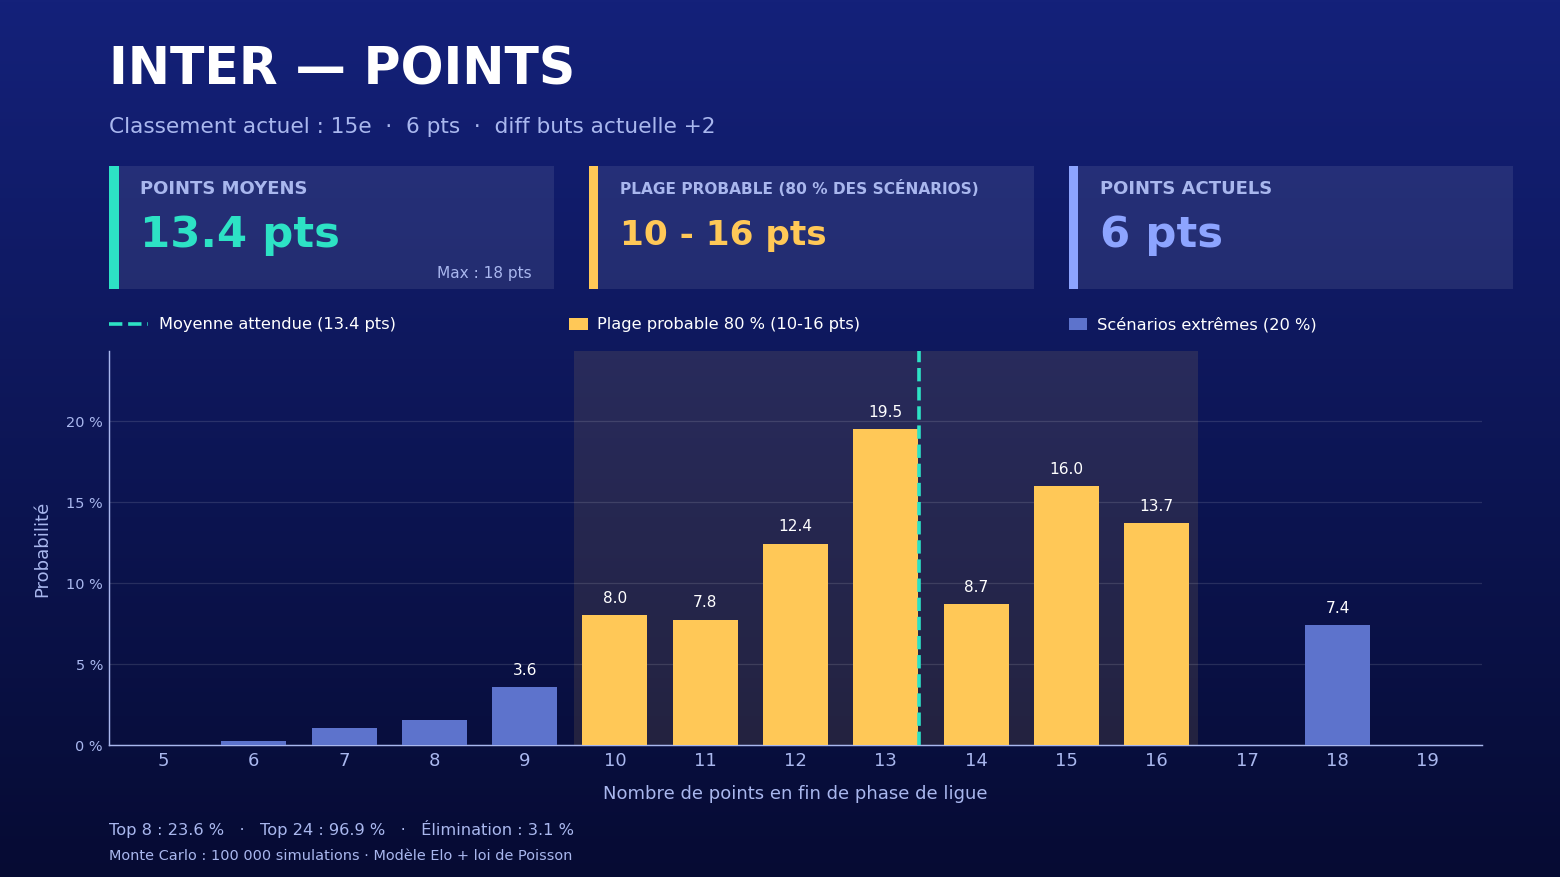 INTER — POINTS
Classement actuel : 15e · 6 pts · diff buts actuelle +2
POINTS MOYENS
13.4 pts
Max : 18 pts
PLAGE PROBABLE (80 % DES SCÉNARIOS)
10 - 16 pts
POINTS ACTUELS
6 pts
Moyenne attendue (13.4 pts)
Plage probable 80 % (10-16 pts)
Scénarios extrêmes (20 %)
Probabilité
20 %
15 %
10 %
5 %
0 %
3.6
8.0
7.8
12.4
19.5
8.7
16.0
13.7
7.4
5 6 7 8 9 10 11 12 13 14 15 16 17 18 19
Nombre de points en fin de phase de ligue
Top 8 : 23.6 % · Top 24 : 96.9 % · Élimination : 3.1 %
Monte Carlo : 100 000 simulations · Modèle Elo + loi de Poisson